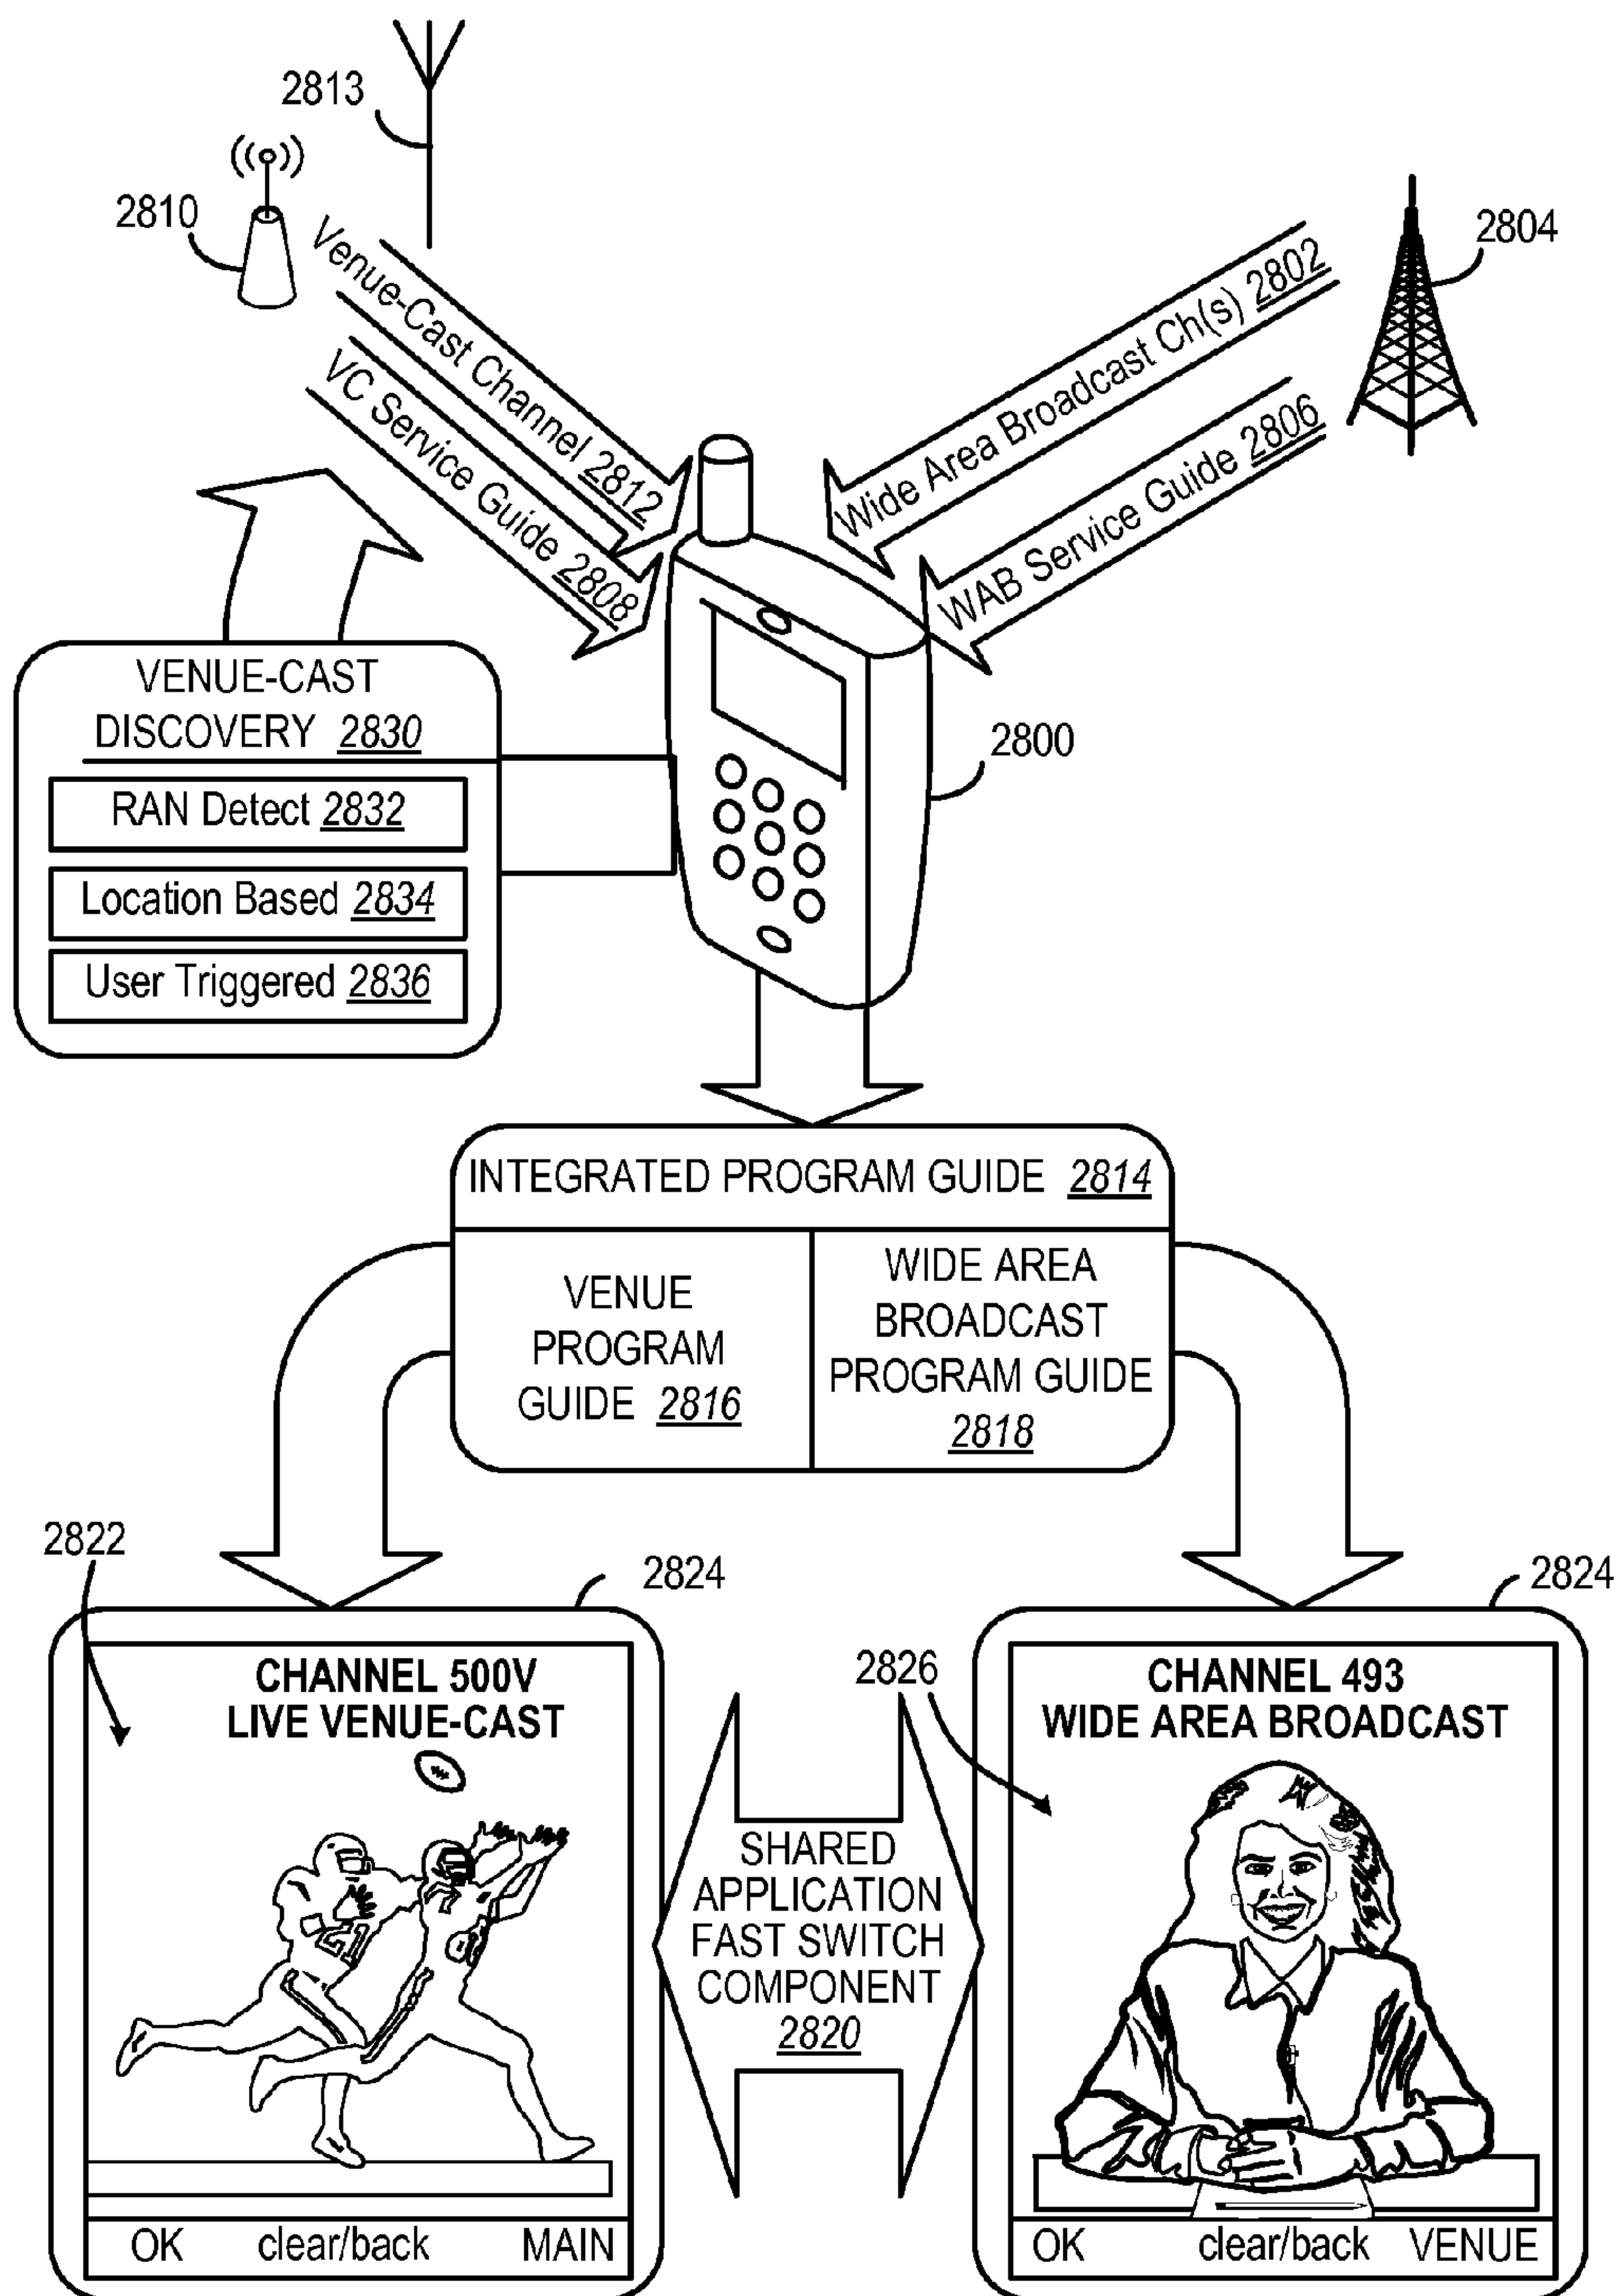 2813
2810
2804
Venue-Cast Channel 2812
VC Service Guide 2808
Wide Area Broadcast Ch(s) 2802
WAB Service Guide 2806
VENUE-CAST
DISCOVERY 2830
RAN Detect 2832
Location Based 2834
User Triggered 2836
2800
INTEGRATED PROGRAM GUIDE 2814
VENUE
PROGRAM
GUIDE 2816
WIDE AREA
BROADCAST
PROGRAM GUIDE
2818
2822
2824
CHANNEL 500V
LIVE VENUE-CAST
21
8
OK clear/back MAIN
SHARED
APPLICATION
FAST SWITCH
COMPONENT
2820
2826
2824
CHANNEL 493
WIDE AREA BROADCAST
OK clear/back VENUE